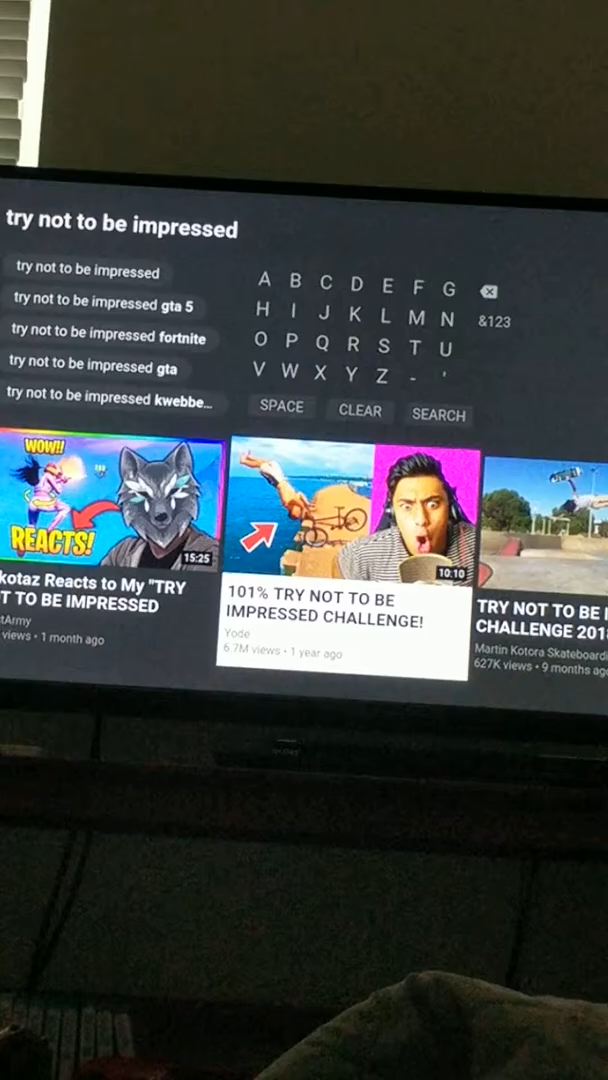 try not to be impressed
try not to be impressed
try not to be impressed gta 5
try not to be impressed fortnite
try not to be impressed gta
try not to be impressed kwebbe...
A B C D E F G
H I J K L M N &123
O P Q R S T U
V W X Y Z - '
SPACE CLEAR SEARCH
WOW!!
REACTS!
15:25
kotaz Reacts to My "TRY
T TO BE IMPRESSED
tArmy
views • 1 month ago
10:10
101% TRY NOT TO BE
IMPRESSED CHALLENGE!
Yode
6.7M views • 1 year ago
TRY NOT TO BE I
CHALLENGE 201
Martin Kotora Skateboardi
627K views • 9 months ago